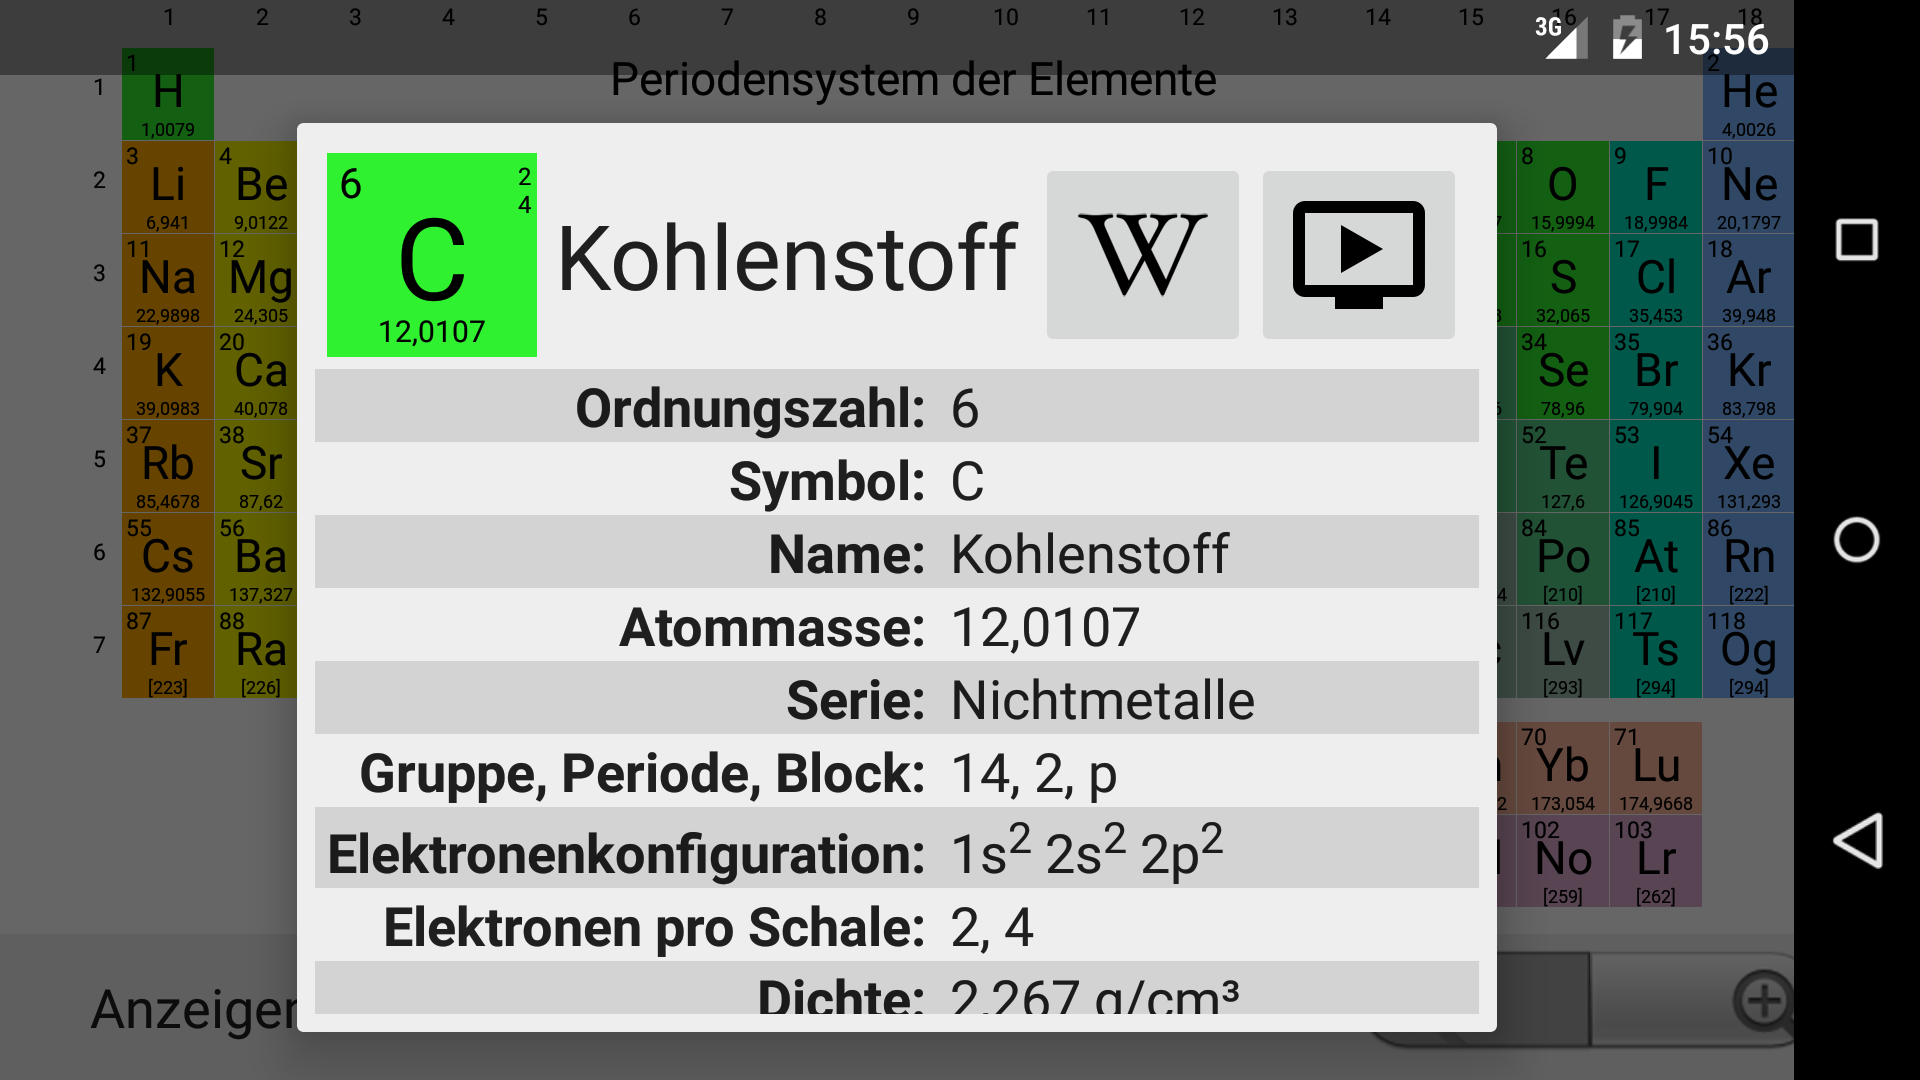 1 2 3 4 5 6 7 8 9 10 11 12 13 14 15 16 17 18
3G 15:56
Periodensystem der Elemente
1
1 H 1,0079
2 He 4,0026
2
3 Li 6,941
4 Be 9,0122
8 O 15,9994
9 F 18,9984
10 Ne 20,1797
3
11 Na 22,9898
12 Mg 24,305
16 S 32,065
17 Cl 35,453
18 Ar 39,948
4
19 K 39,0983
20 Ca 40,078
34 Se 78,96
35 Br 79,904
36 Kr 83,798
5
37 Rb 85,4678
38 Sr 87,62
52 Te 127,6
53 I 126,9045
54 Xe 131,293
6
55 Cs 132,9055
56 Ba 137,327
84 Po [210]
85 At [210]
86 Rn [222]
7
87 Fr [223]
88 Ra [226]
116 Lv [293]
117 Ts [294]
118 Og [294]
70 Yb 173,054
71 Lu 174,9668
102 No [259]
103 Lr [262]
6
2
4
C
12,0107
Kohlenstoff
W
Ordnungszahl: 6
Symbol: C
Name: Kohlenstoff
Atommasse: 12,0107
Serie: Nichtmetalle
Gruppe, Periode, Block: 14, 2, p
Elektronenkonfiguration: 1s² 2s² 2p²
Elektronen pro Schale: 2, 4
Dichte: 2,267 g/cm³